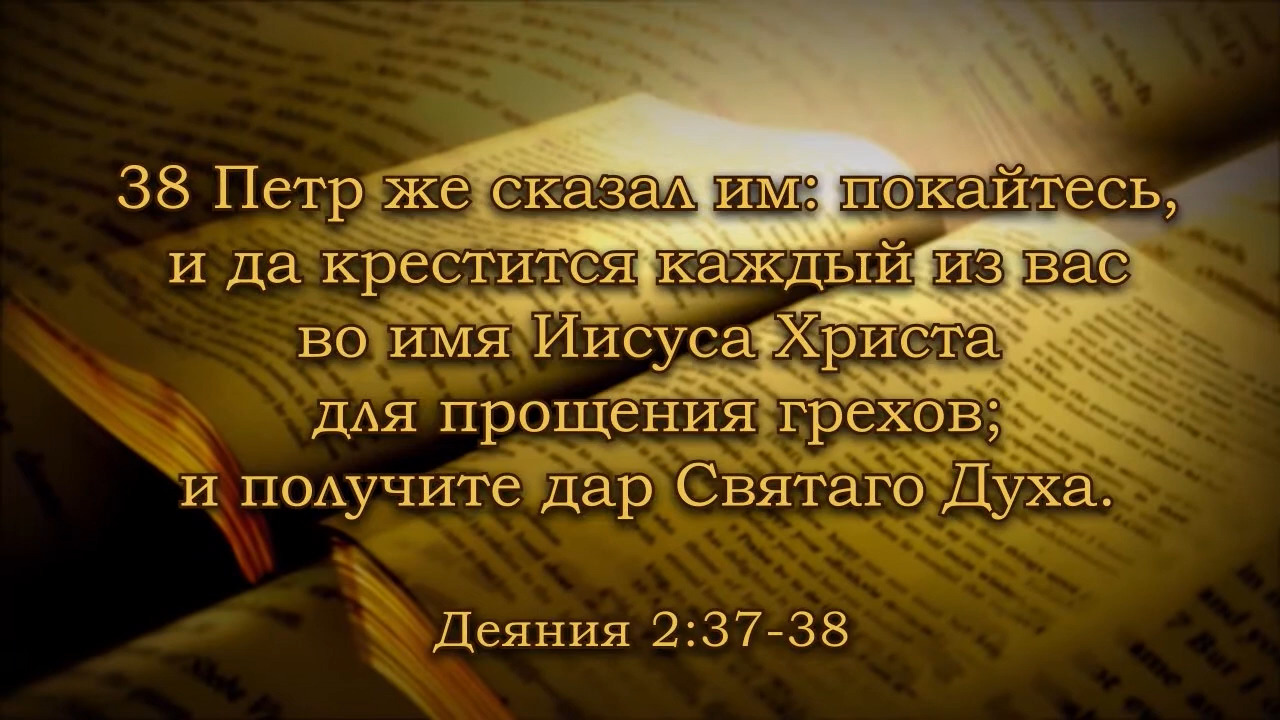 38 Петр же сказал им: покайтесь,
и да крестится каждый из вас
во имя Иисуса Христа
для прощения грехов;
и получите дар Святаго Духа.
Деяния 2:37-38